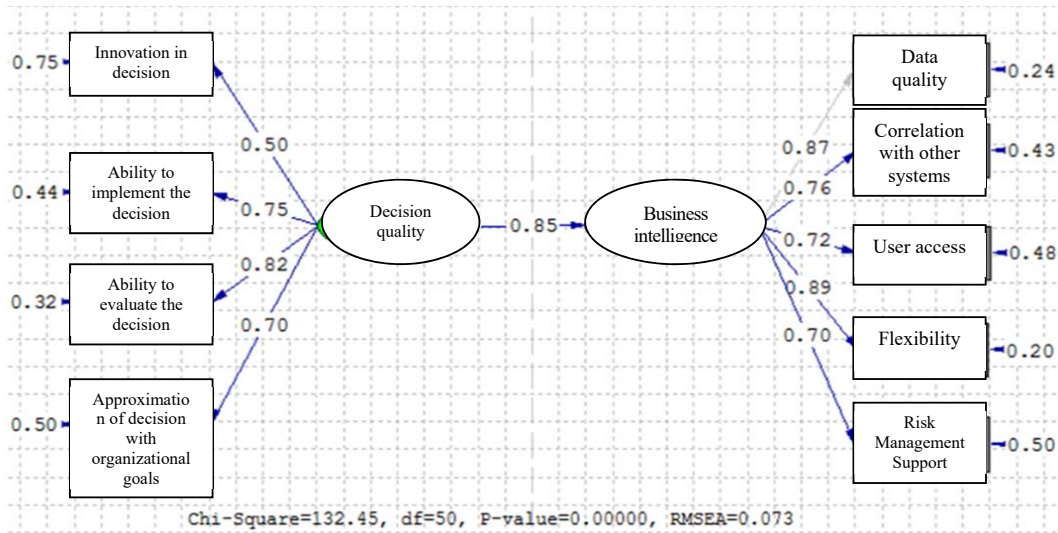 0.75
Innovation in
decision
0.50
0.44
Ability to
implement the
decision
0.75
0.82
0.32
Ability to
evaluate the
decision
0.70
0.50
Approximatio
n of decision
with
organizational
goals
Decision
quality
0.85
Business
intelligence
0.87
Data
quality
0.24
0.76
Correlation
with other
systems
0.43
0.72
User access
0.48
0.89
Flexibility
0.20
0.70
Risk
Management
Support
0.50
Chi-Square=132.45, df=50, P-value=0.00000, RMSEA=0.073